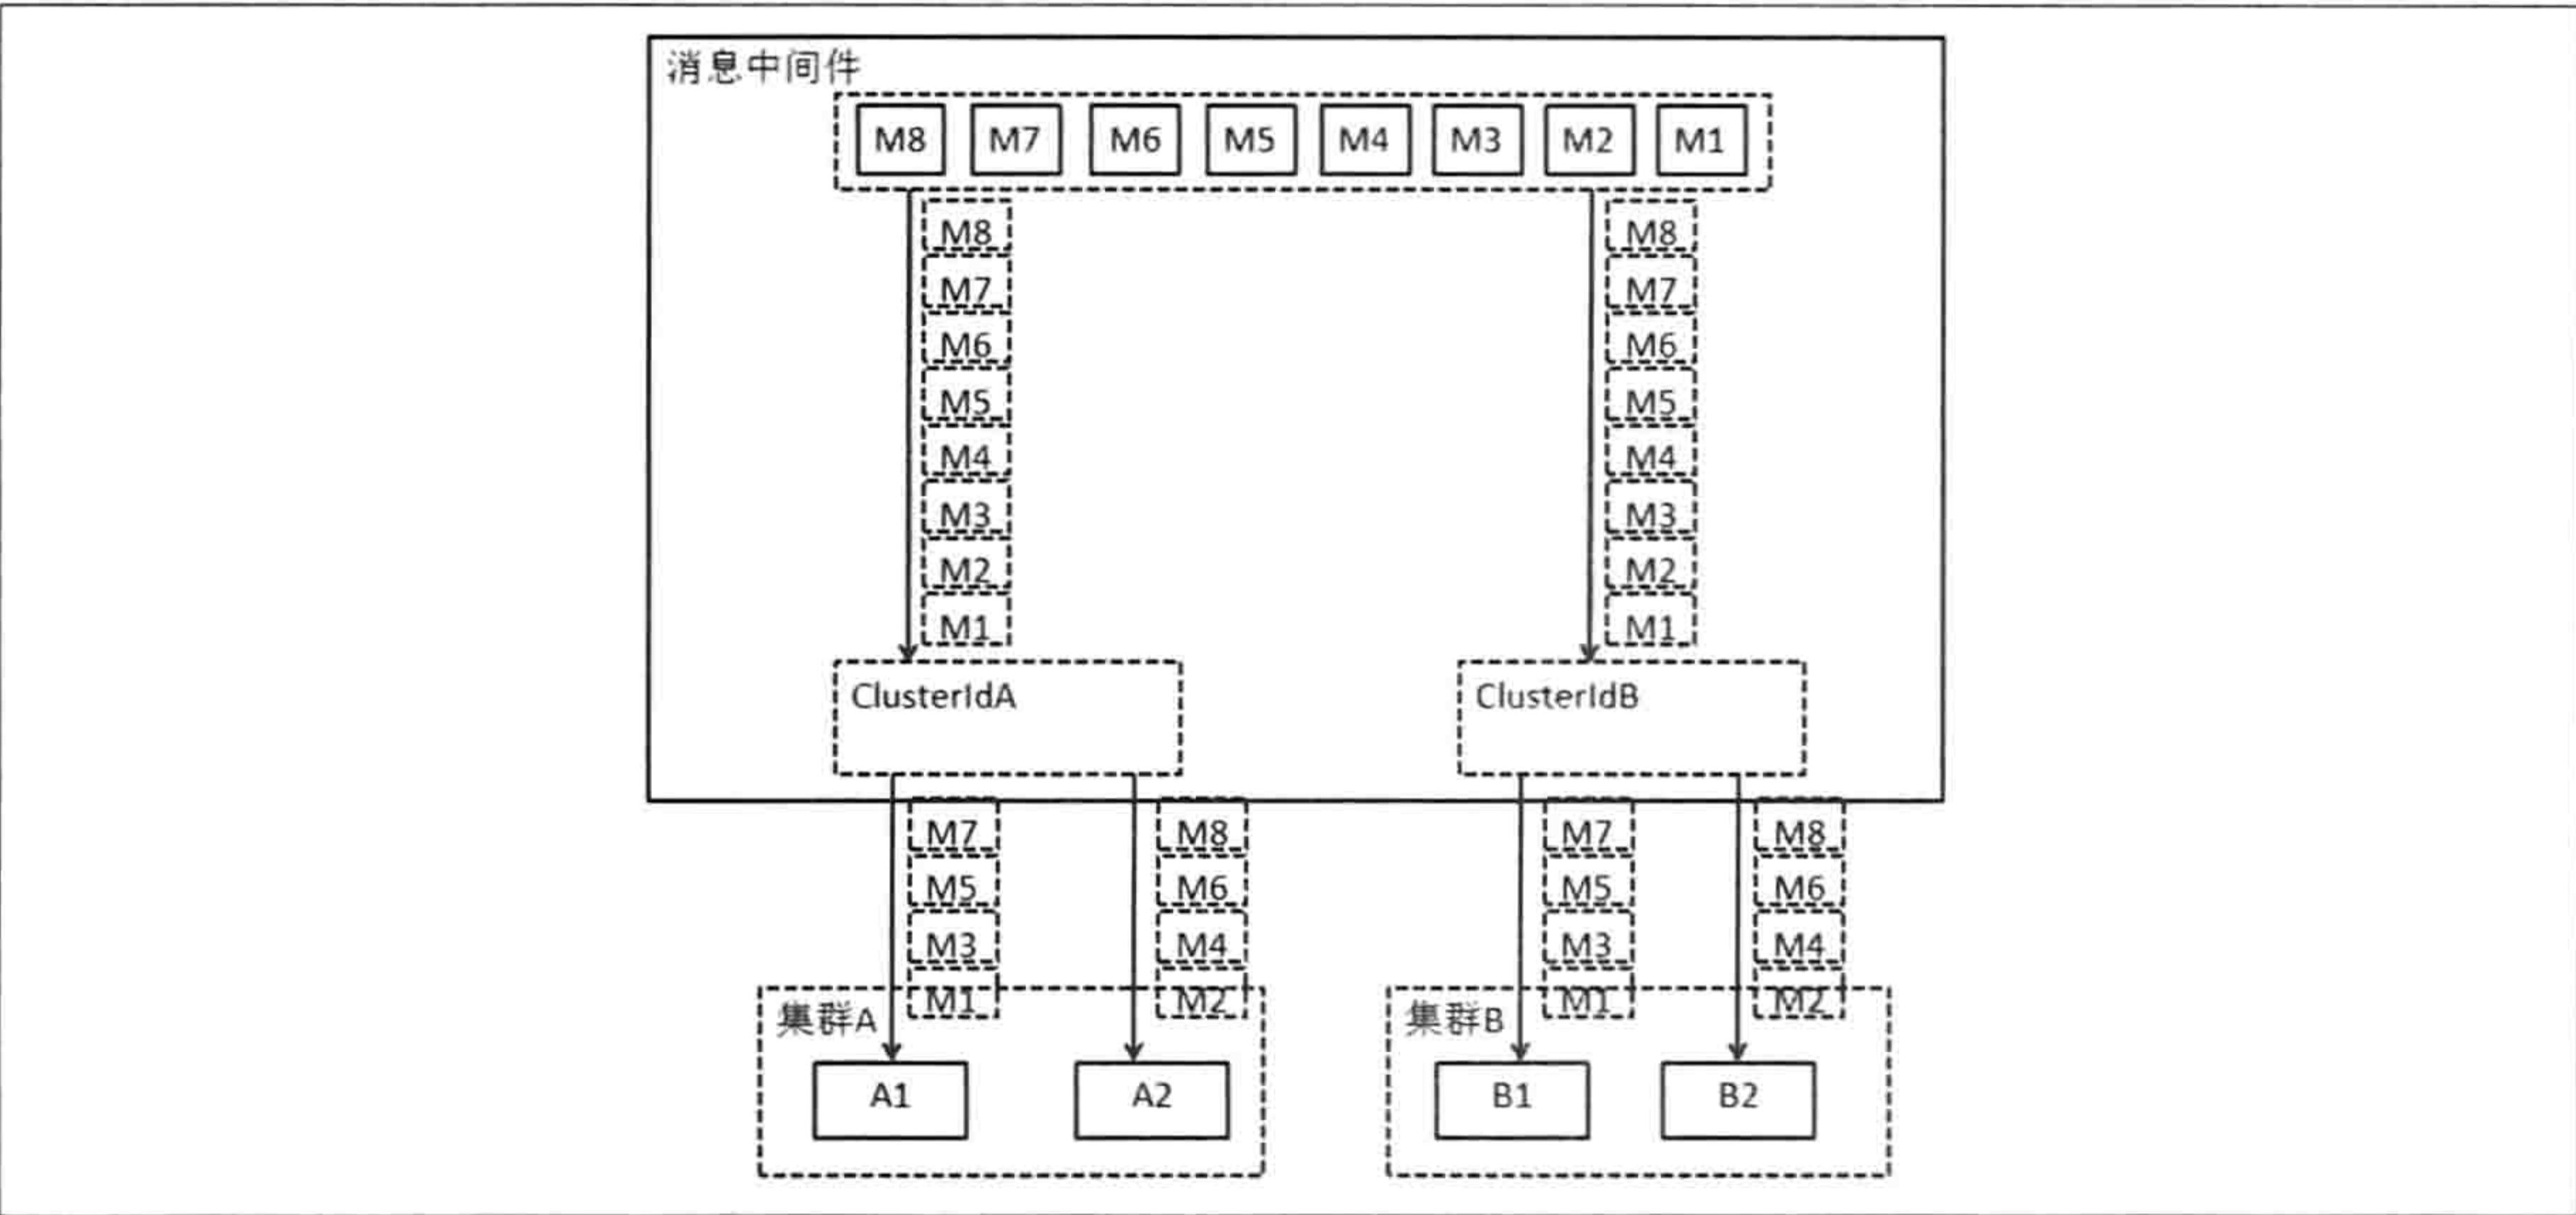 消息中间件
M8 M7 M6 M5 M4 M3 M2 M1
M8 M8
M7 M7
M6 M6
M5 M5
M4 M4
M3 M3
M2 M2
M1 M1
ClusterIdA ClusterIdB
M7 M8 M7 M8
M5 M6 M5 M6
M3 M4 M3 M4
M1 M2 M1 M2
集群A 集群B
A1 A2 B1 B2